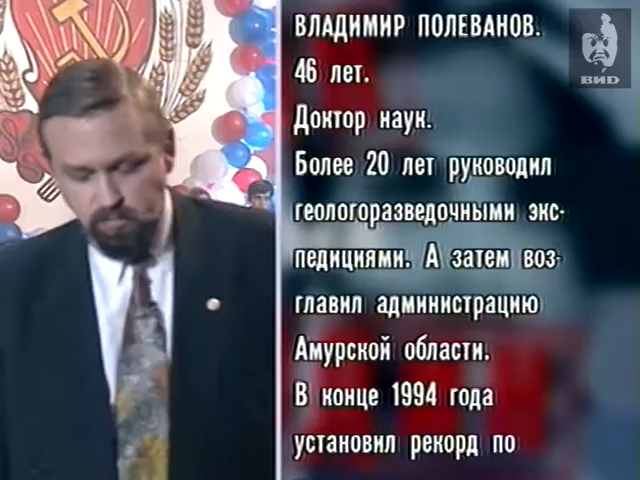 ВЛАДИМИР ПОЛЕВАНОВ.
46 лет.
Доктор наук.
Более 20 лет руководил
геологоразведочными экс-
педициями. А затем воз-
главил администрацию
Амурской области.
В конце 1994 года
установил рекорд по
ВИD